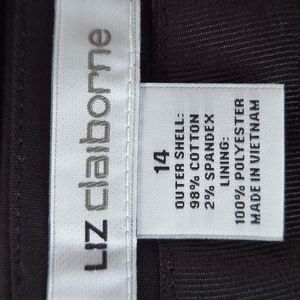 LIZ claiborne
14
OUTER SHELL:
98% COTTON
2% SPANDEX
LINING:
100% POLYESTER
MADE IN VIETNAM